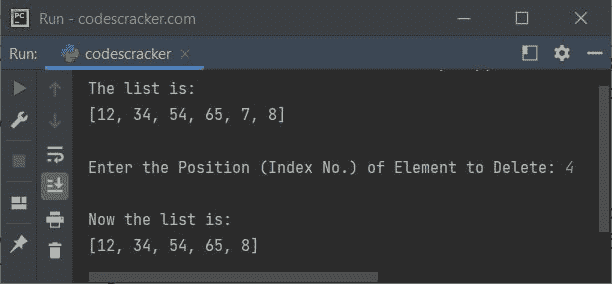 PC
Run - codescracker.com
Run: codescracker
The list is:
[12, 34, 54, 65, 7, 8]
Enter the Position (Index No.) of Element to Delete: 4
Now the list is:
[12, 34, 54, 65, 8]